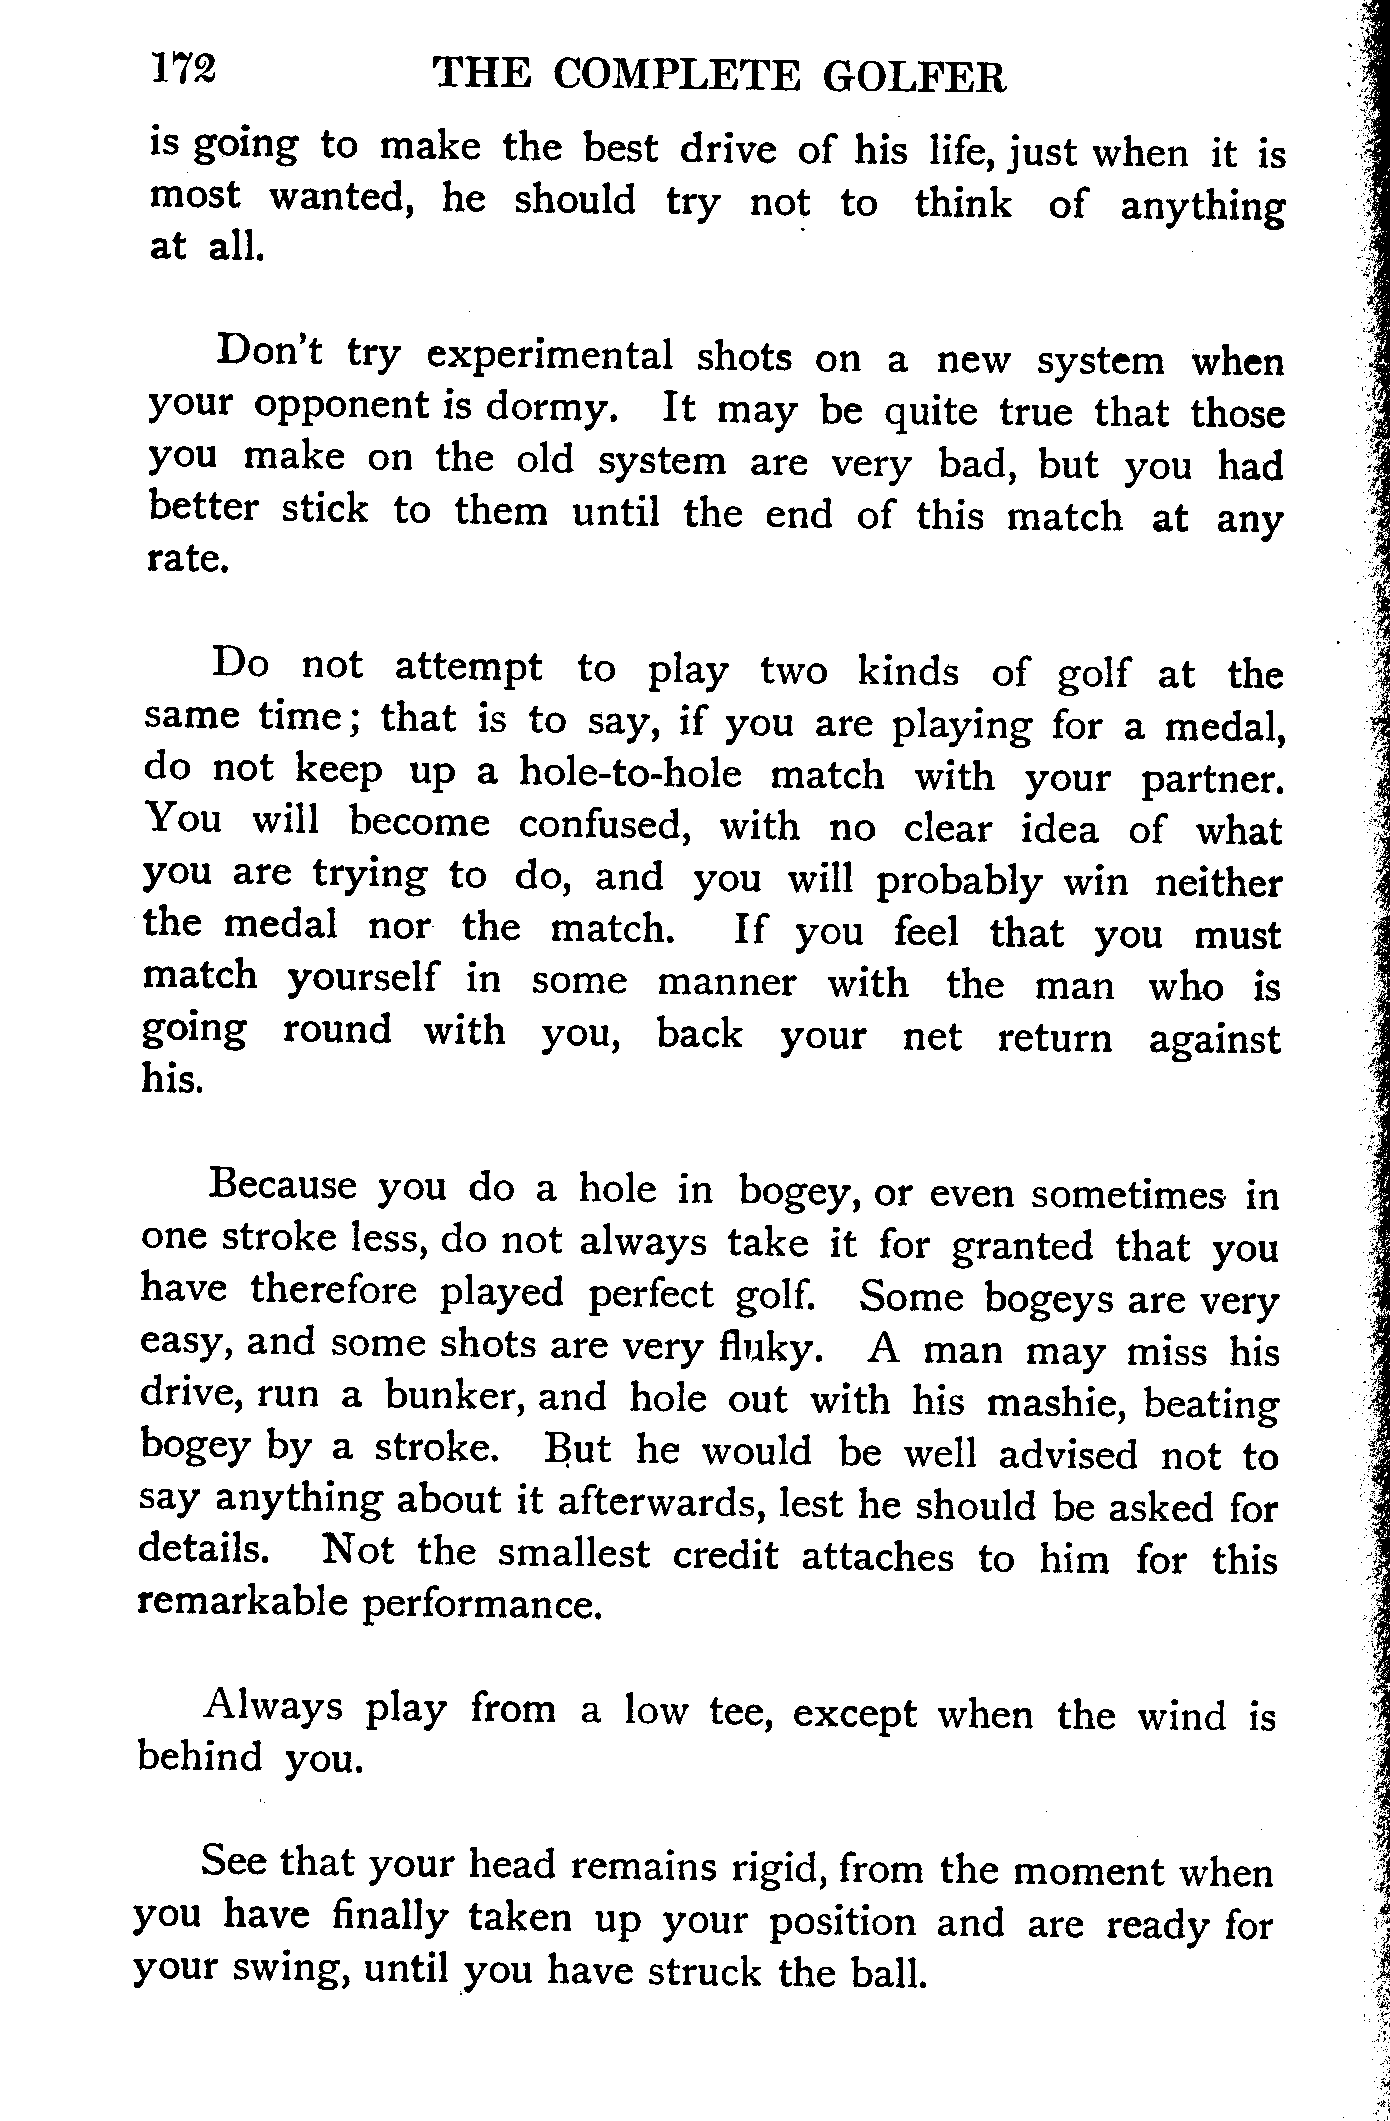 172 THE COMPLETE GOLFER
is going to make the best drive of his life, just when it is
most wanted, he should try not to think of anything
at all.
Don't try experimental shots on a new system when
your opponent is dormy. It may be quite true that those
you make on the old system are very bad, but you had
better stick to them until the end of this match at any
rate.
Do not attempt to play two kinds of golf at the
same time; that is to say, if you are playing for a medal,
do not keep up a hole-to-hole match with your partner.
You will become confused, with no clear idea of what
you are trying to do, and you will probably win neither
the medal nor the match. If you feel that you must
match yourself in some manner with the man who is
going round with you, back your net return against
his.
Because you do a hole in bogey, or even sometimes in
one stroke less, do not always take it for granted that you
have therefore played perfect golf. Some bogeys are very
easy, and some shots are very fluky. A man may miss his
drive, run a bunker, and hole out with his mashie, beating
bogey by a stroke. But he would be well advised not to
say anything about it afterwards, lest he should be asked for
details. Not the smallest credit attaches to him for this
remarkable performance.
Always play from a low tee, except when the wind is
behind you.
See that your head remains rigid, from the moment when
you have finally taken up your position and are ready for
your swing, until you have struck the ball.